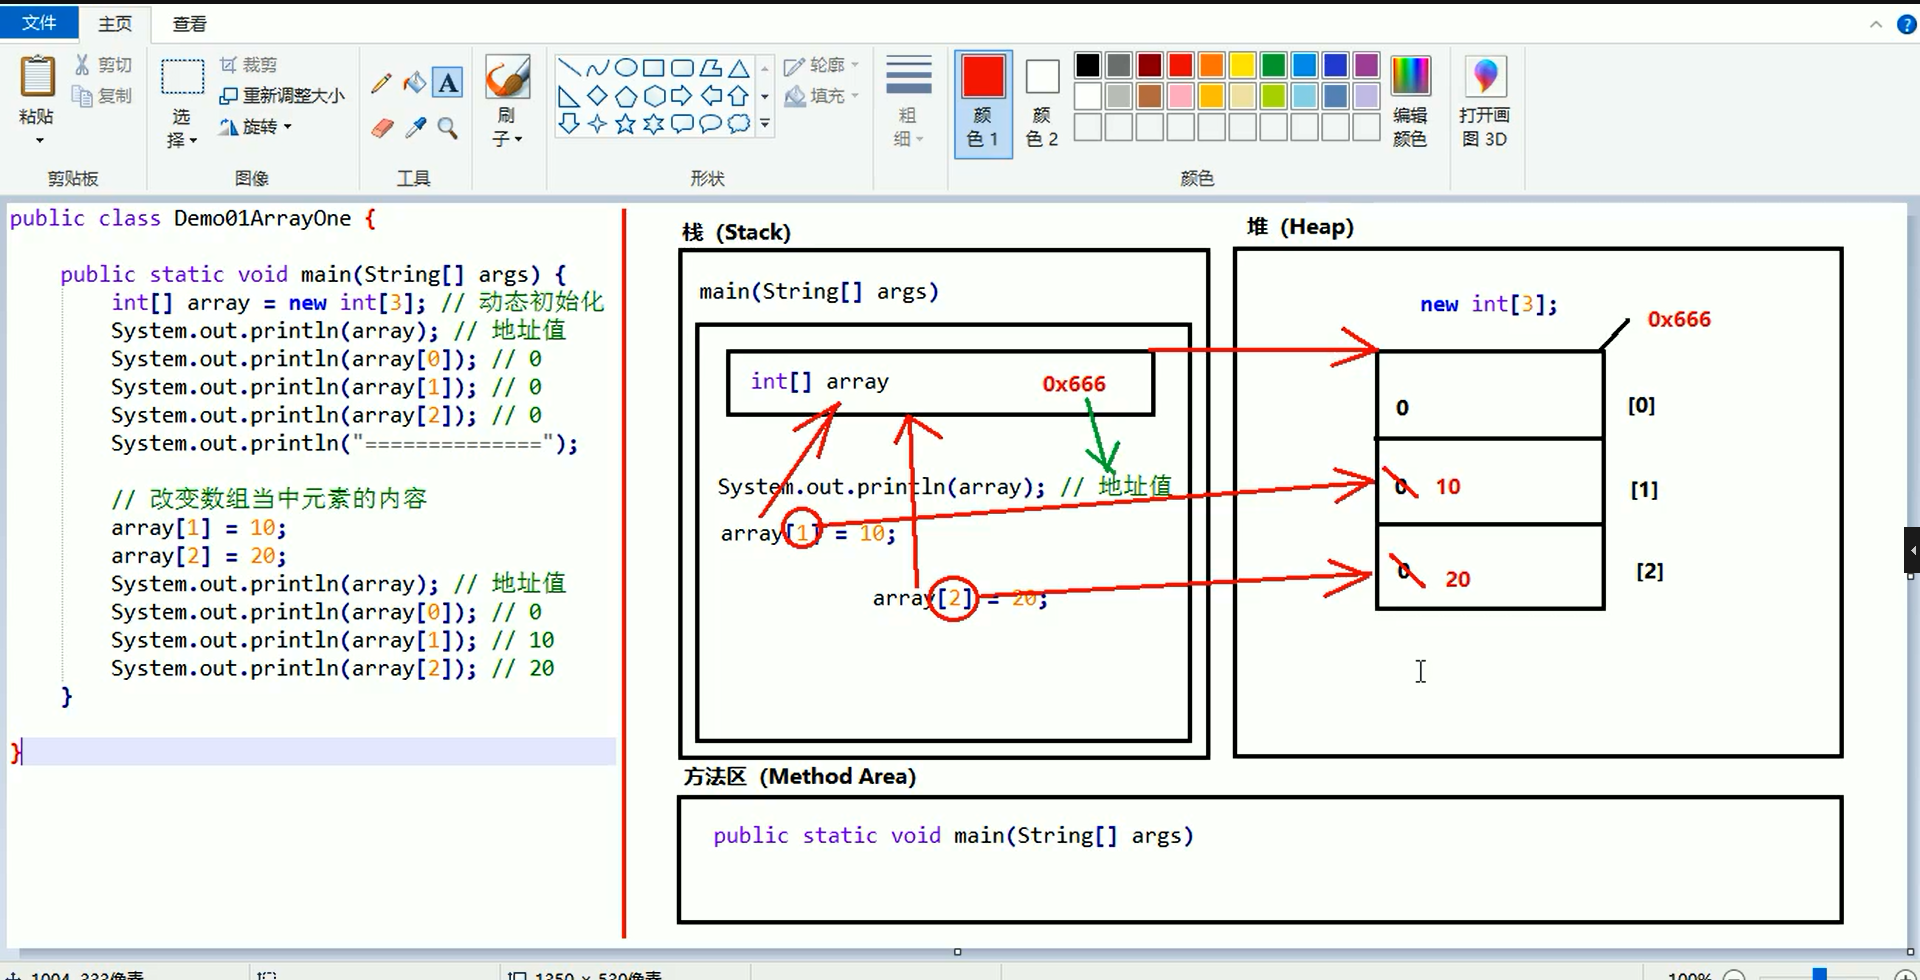 文件 主页 查看
粘贴
剪切
复制
剪贴板
选择
裁剪
重新调整大小
旋转
图像
A
工具
刷子
轮廓
填充
形状
粗细
颜色 1
颜色 2
编辑颜色
颜色
打开画图 3D
public class Demo01ArrayOne {
public static void main(String[] args) {
int[] array = new int[3]; // 动态初始化
System.out.println(array); // 地址值
System.out.println(array[0]); // 0
System.out.println(array[1]); // 0
System.out.println(array[2]); // 0
System.out.println("==============");
// 改变数组当中元素的内容
array[1] = 10;
array[2] = 20;
System.out.println(array); // 地址值
System.out.println(array[0]); // 0
System.out.println(array[1]); // 10
System.out.println(array[2]); // 20
}
}
栈（Stack）
main(String[] args)
int[] array 0x666
System.out.println(array); // 地址值
array[1] = 10;
array[2] = 20;
堆（Heap）
new int[3];
0x666
0 [0]
0 10 [1]
0 20 [2]
方法区（Method Area）
public static void main(String[] args)
1004, 333像素
1350 × 530像素
100%